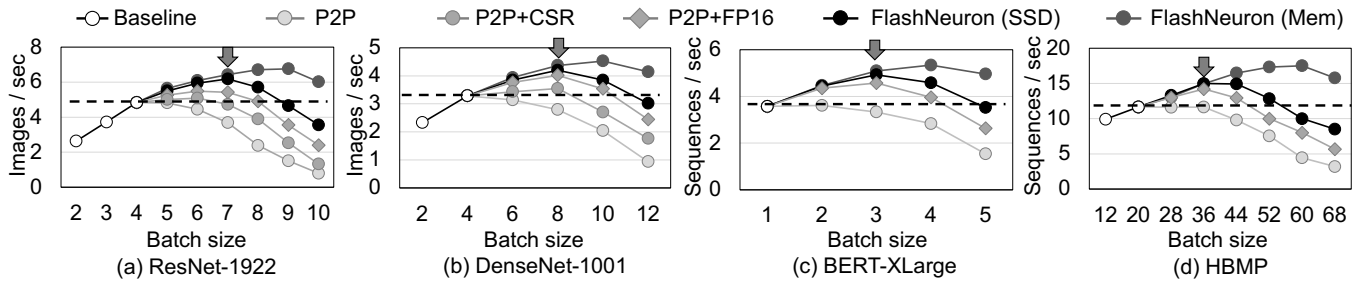 Baseline P2P P2P+CSR P2P+FP16 FlashNeuron (SSD) FlashNeuron (Mem)
Images / sec
8
6
4
2
0
2 3 4 5 6 7 8 9 10
Batch size
(a) ResNet-1922
Images / sec
5
4
3
2
1
0
2 4 6 8 10 12
Batch size
(b) DenseNet-1001
Sequences / sec
6
4
2
0
1 2 3 4 5
Batch size
(c) BERT-XLarge
Sequences / sec
20
15
10
5
0
12 20 28 36 44 52 60 68
Batch size
(d) HBMP